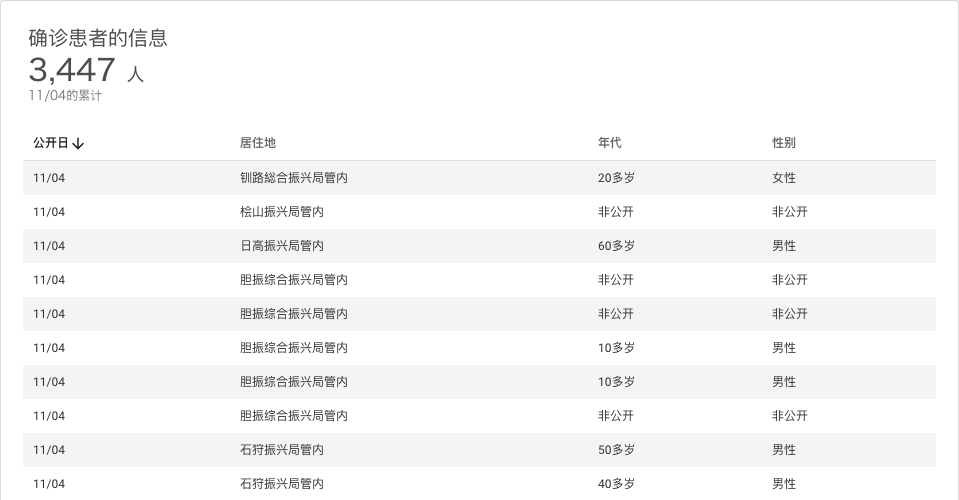 确诊患者的信息
3,447 人
11/04的累计
公开日 居住地 年代 性别
11/04 钏路総合振兴局管内 20多岁 女性
11/04 桧山振兴局管内 非公开 非公开
11/04 日高振兴局管内 60多岁 男性
11/04 胆振综合振兴局管内 非公开 非公开
11/04 胆振综合振兴局管内 非公开 非公开
11/04 胆振综合振兴局管内 10多岁 男性
11/04 胆振综合振兴局管内 10多岁 男性
11/04 胆振综合振兴局管内 非公开 非公开
11/04 石狩振兴局管内 50多岁 男性
11/04 石狩振兴局管内 40多岁 男性